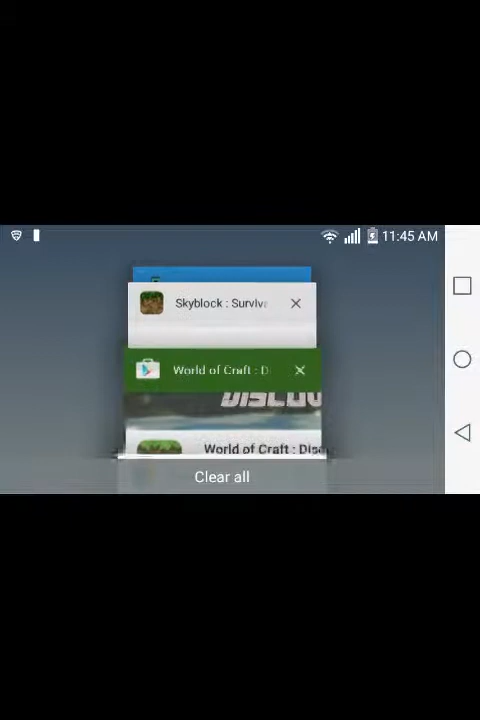 11:45 AM
Skyblock : Surviv
World of Craft : D
DISCOV
World of Craft : Disc
Clear all